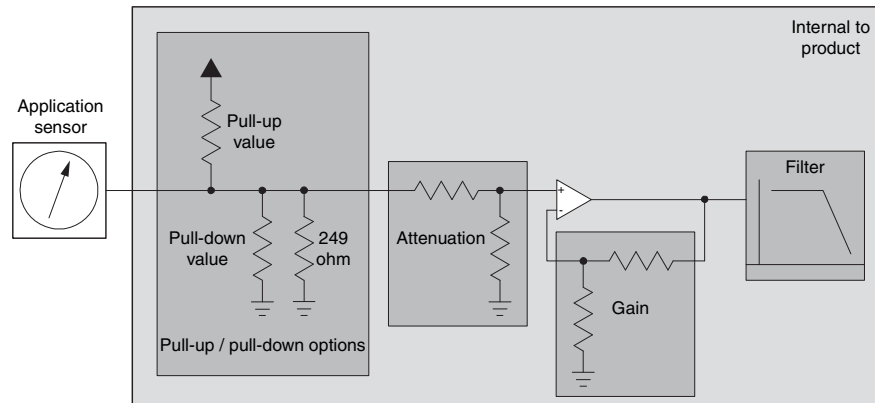 Internal to
product
Application
sensor
Pull-up
value
Pull-down
value
249
ohm
Pull-up / pull-down options
Attenuation
+
-
Gain
Filter